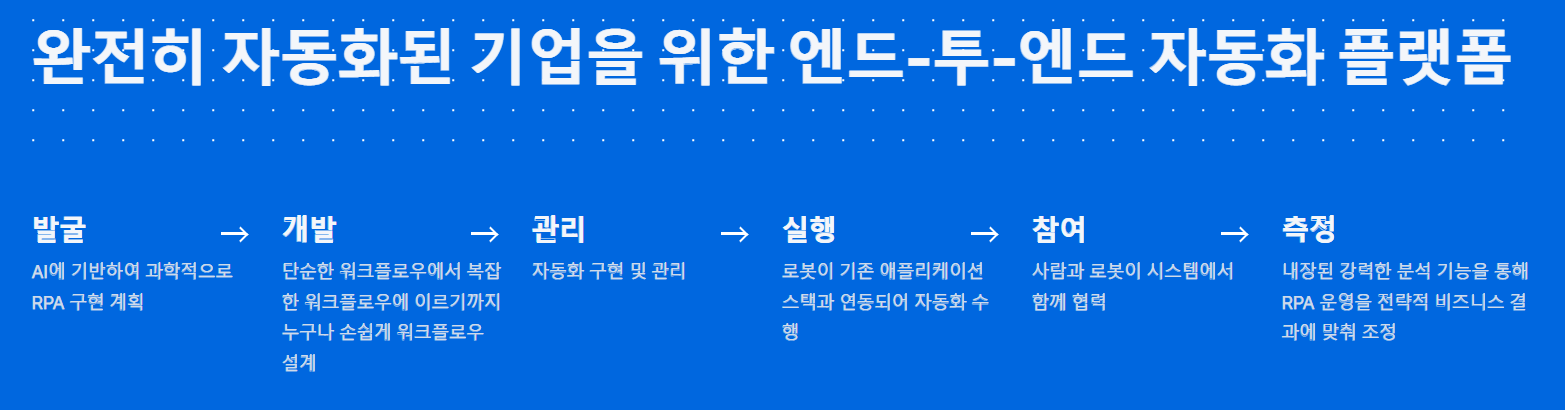 완전히 자동화된 기업을 위한 엔드-투-엔드 자동화 플랫폼
발굴 →
AI에 기반하여 과학적으로
RPA 구현 계획
개발 →
단순한 워크플로우에서 복잡
한 워크플로우에 이르기까지
누구나 손쉽게 워크플로우
설계
관리 →
자동화 구현 및 관리
실행 →
로봇이 기존 애플리케이션
스택과 연동되어 자동화 수
행
참여 →
사람과 로봇이 시스템에서
함께 협력
측정
내장된 강력한 분석 기능을 통해
RPA 운영을 전략적 비즈니스 결
과에 맞춰 조정